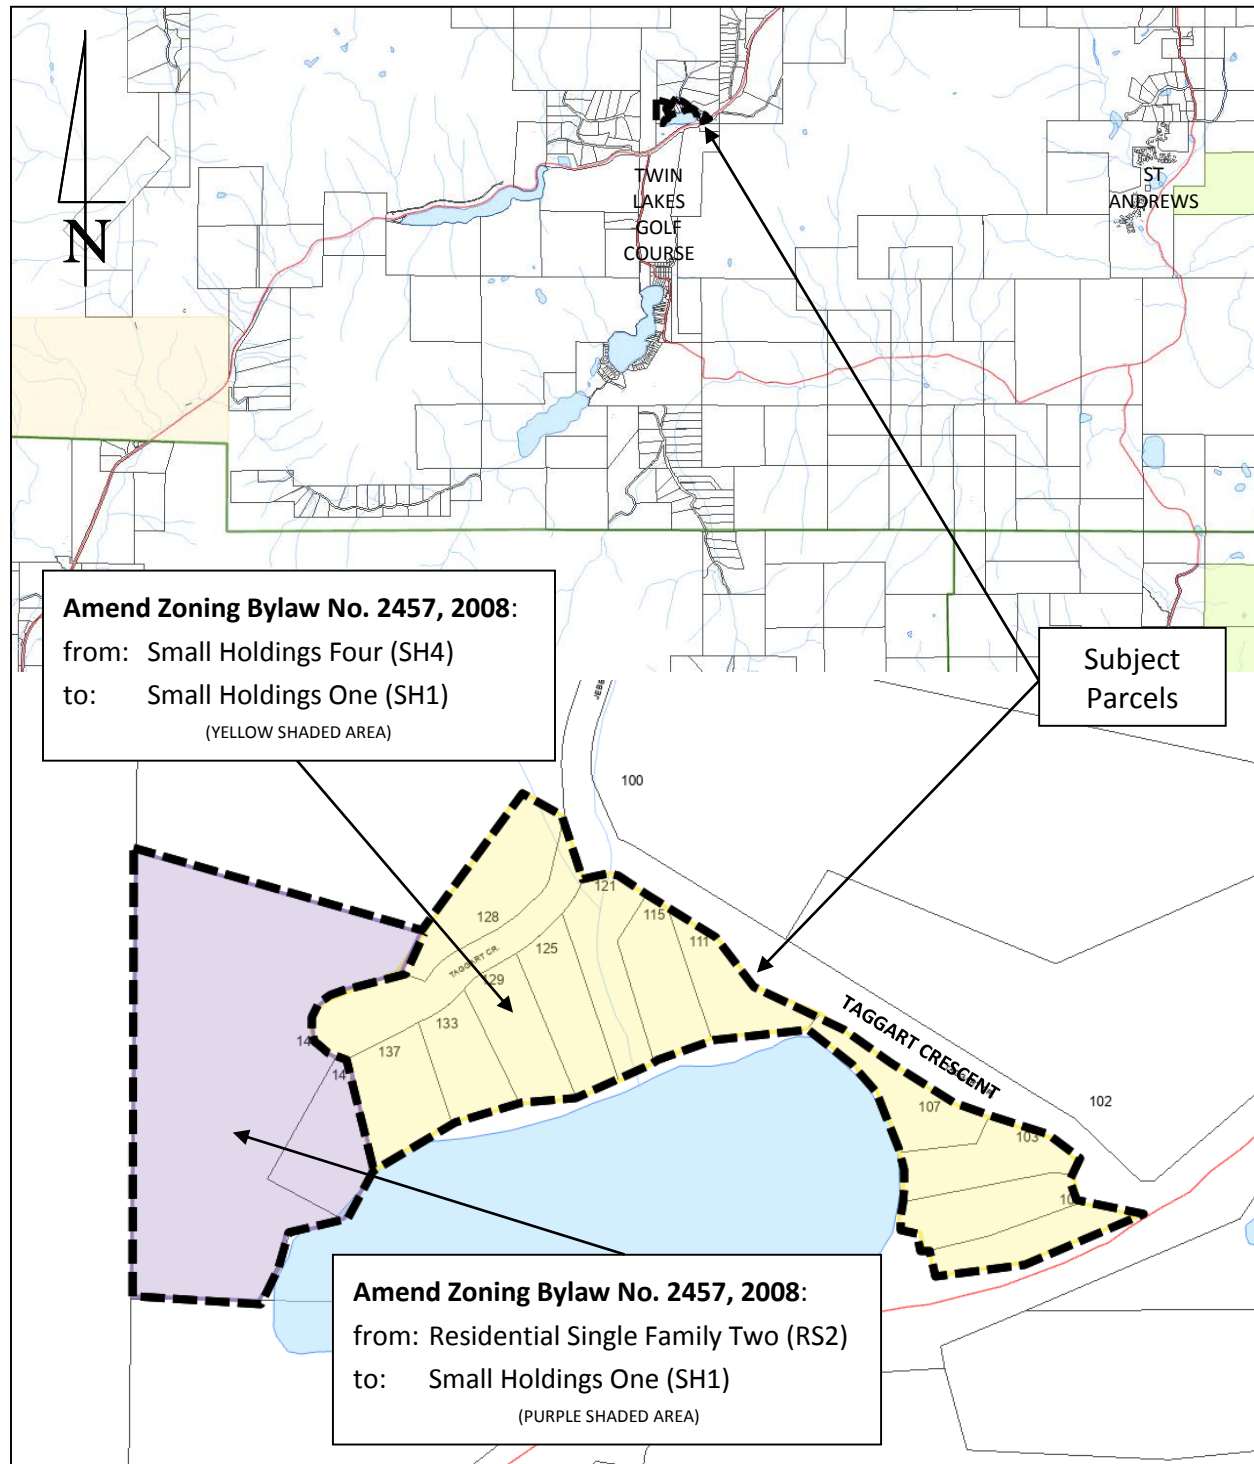 N
TWIN
LAKES
GOLF
COURSE
ST
ANDREWS
Amend Zoning Bylaw No. 2457, 2008:
from: Small Holdings Four (SH4)
to: Small Holdings One (SH1)
(YELLOW SHADED AREA)
Subject
Parcels
100
128
TAGGART CR.
121
115
111
125
129
133
137
TAGGART CRESCENT
107
103
102
Amend Zoning Bylaw No. 2457, 2008:
from: Residential Single Family Two (RS2)
to: Small Holdings One (SH1)
(PURPLE SHADED AREA)